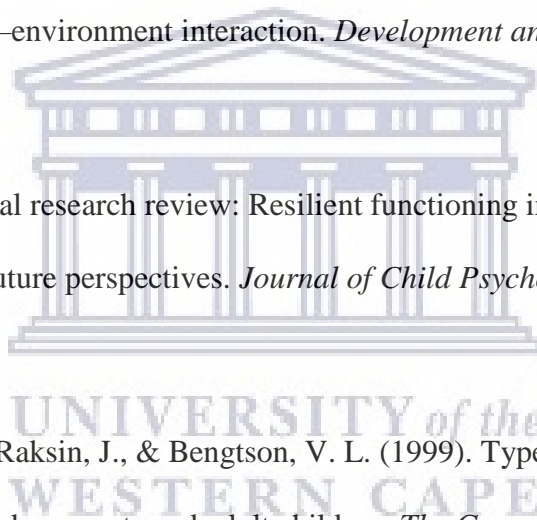 –environment interaction. Development an
al research review: Resilient functioning i
uture perspectives. Journal of Child Psych
UNIVERSITY of the
Raksin, J., & Bengtson, V. L. (1999). Type
WESTERN CAPE